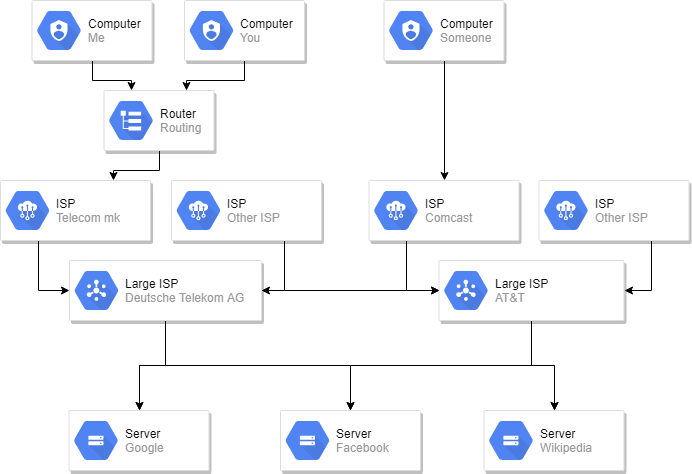 Computer
Me
Computer
You
Computer
Someone
Router
Routing
ISP
Telecom mk
ISP
Other ISP
ISP
Comcast
ISP
Other ISP
Large ISP
Deutsche Telekom AG
Large ISP
AT&T
Server
Google
Server
Facebook
Server
Wikipedia